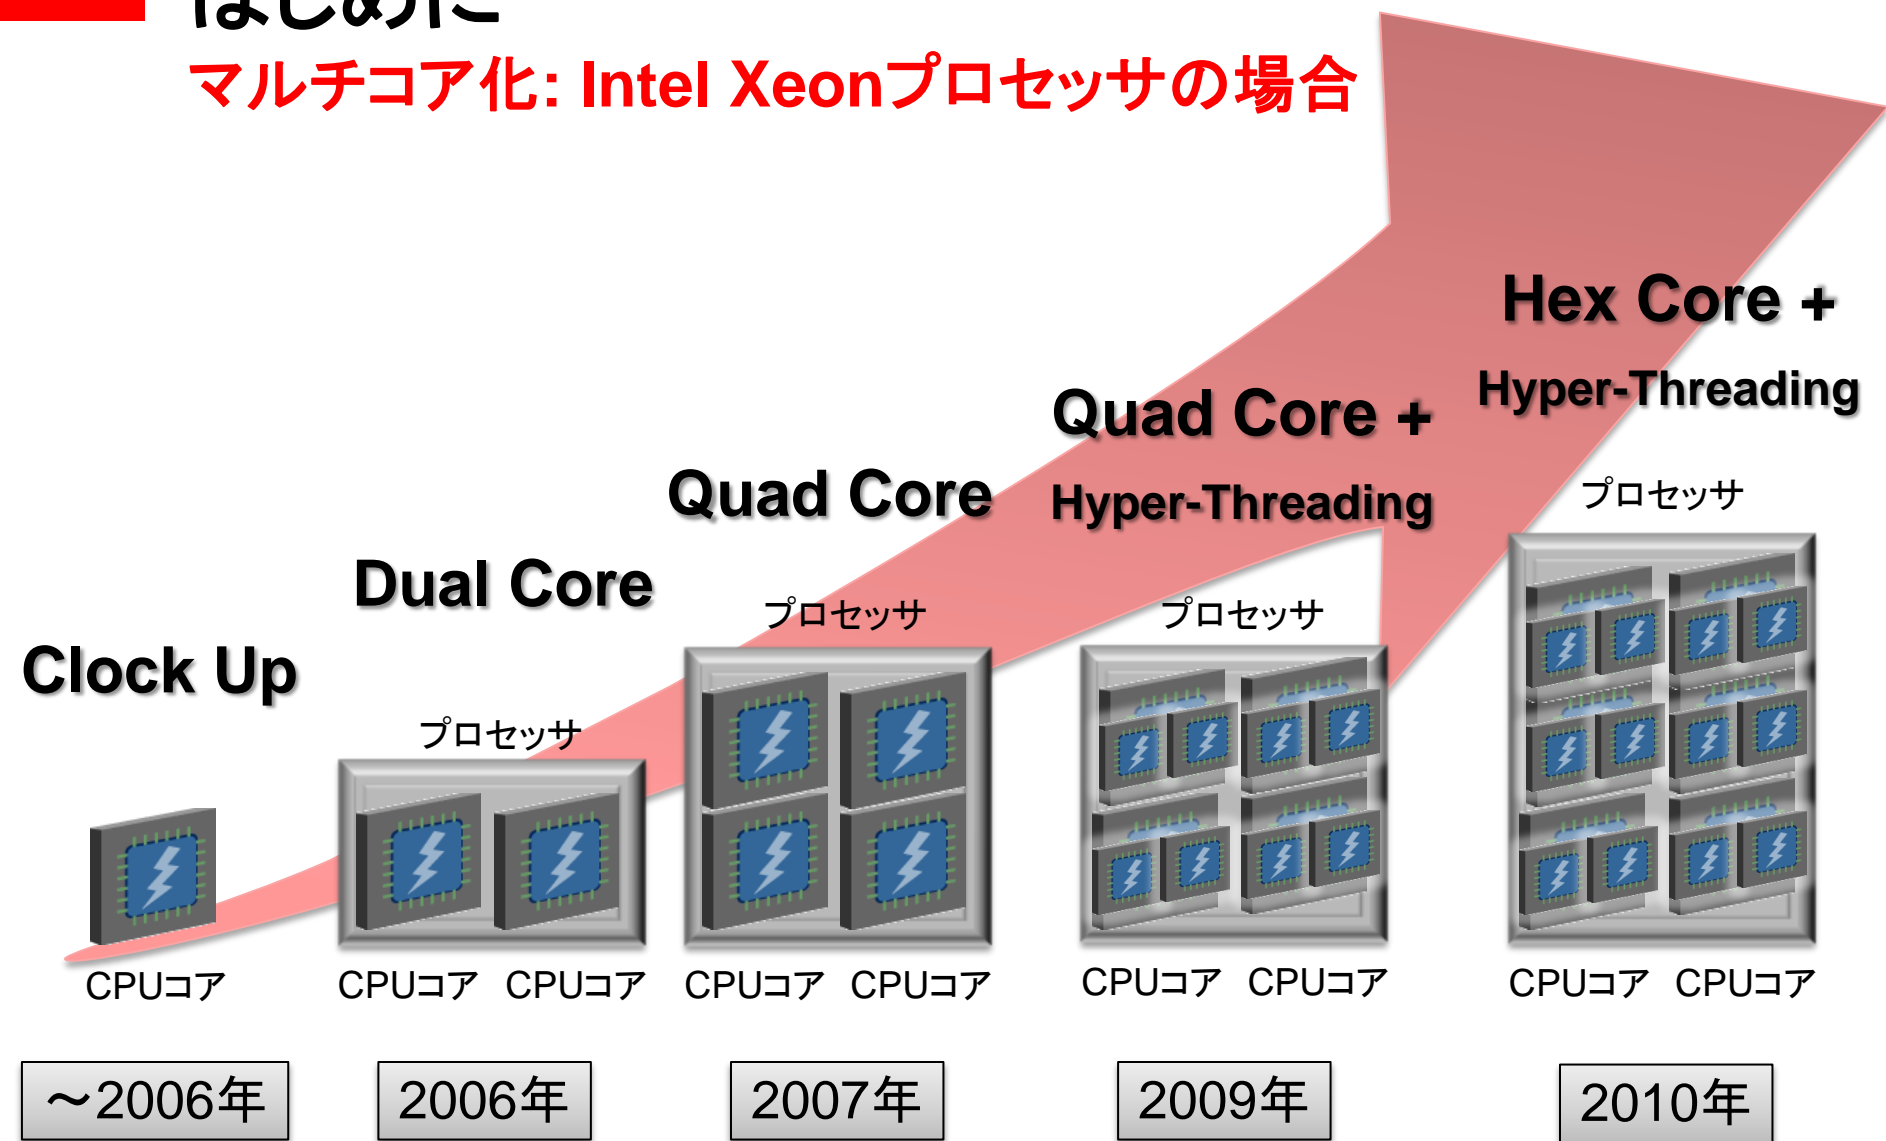 はじめに
マルチコア化: Intel Xeonプロセッサの場合
Clock Up
CPUコア
～2006年
Dual Core
プロセッサ
CPUコア CPUコア
2006年
Quad Core
プロセッサ
CPUコア CPUコア
2007年
Quad Core +
Hyper-Threading
プロセッサ
CPUコア CPUコア
2009年
Hex Core +
Hyper-Threading
プロセッサ
CPUコア CPUコア
2010年